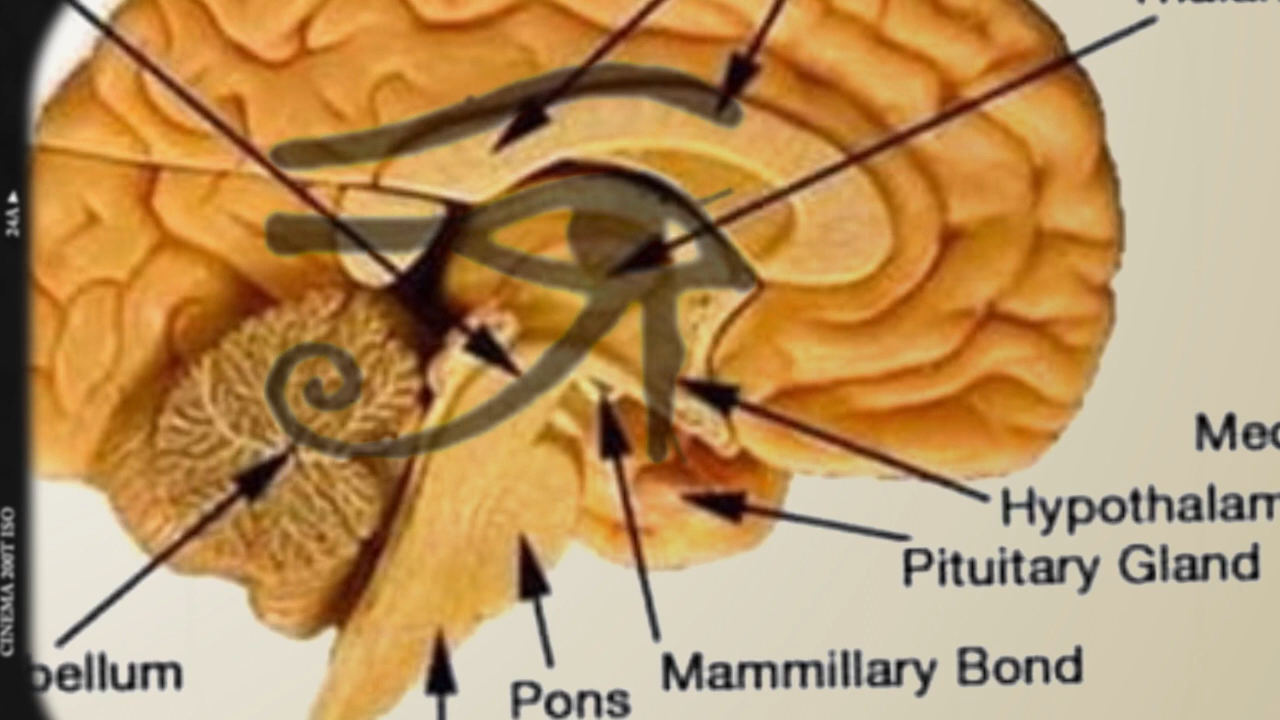 24A
Med
Hypothalam
Pituitary Gland
Mammillary Bond
bellum
Pons
CINEMA 200T ISO